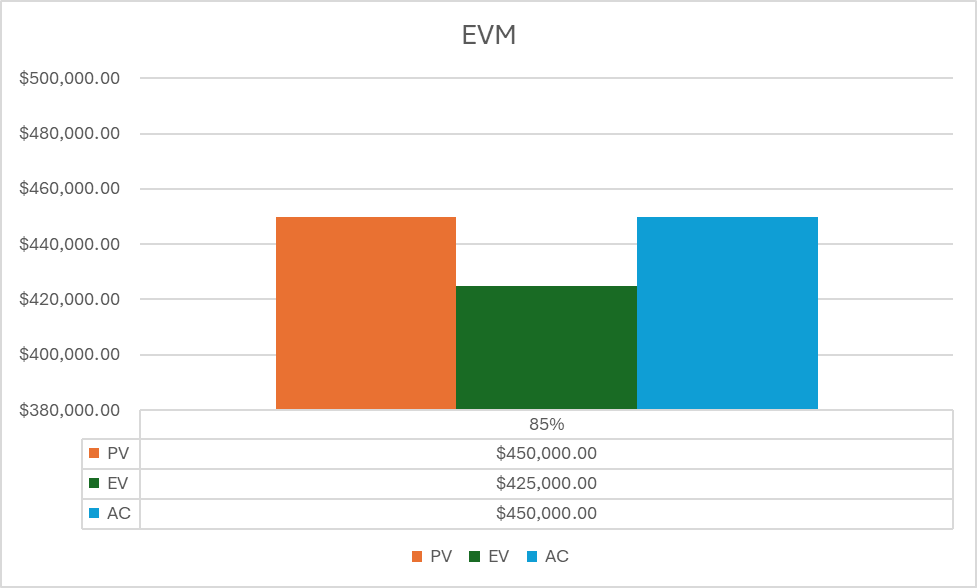 EVM
$500,000.00
$480,000.00
$460,000.00
$440,000.00
$420,000.00
$400,000.00
$380,000.00
85%
PV $450,000.00
EV $425,000.00
AC $450,000.00
PV EV AC